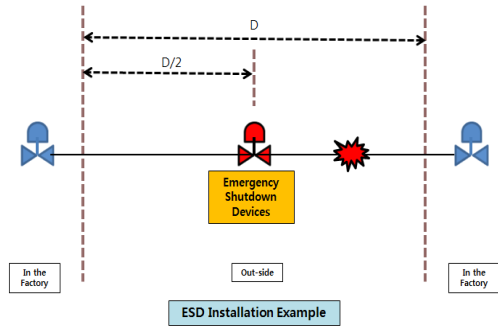 D
D/2
Emergency
Shutdown
Devices
In the
Factory
Out-side
In the
Factory
ESD Installation Example